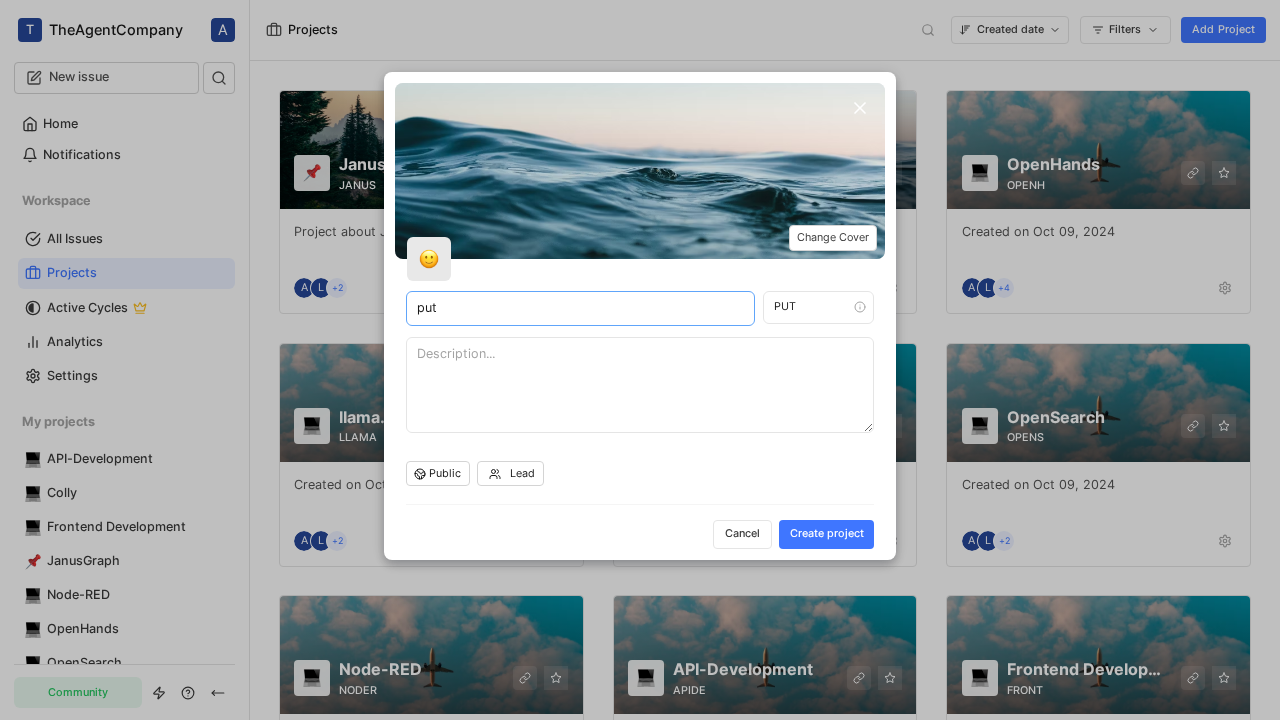 T TheAgentCompany A
New issue
Home
Notifications
Workspace
All Issues
Projects
Active Cycles
Analytics
Settings
My projects
API-Development
Colly
Frontend Development
JanusGraph
Node-RED
OpenHands
OpenSearch
Community
Projects
Created date
Filters
Add Project
Janus
JANUS
Project about J
A L +2
OpenHands
OPENH
Created on Oct 09, 2024
A L +4
llama.
LLAMA
Created on Oct
A L +2
OpenSearch
OPENS
Created on Oct 09, 2024
A L +2
Node-RED
NODER
API-Development
APIDE
Frontend Develop...
FRONT
Change Cover
put
PUT
Description...
Public
Lead
Cancel
Create project